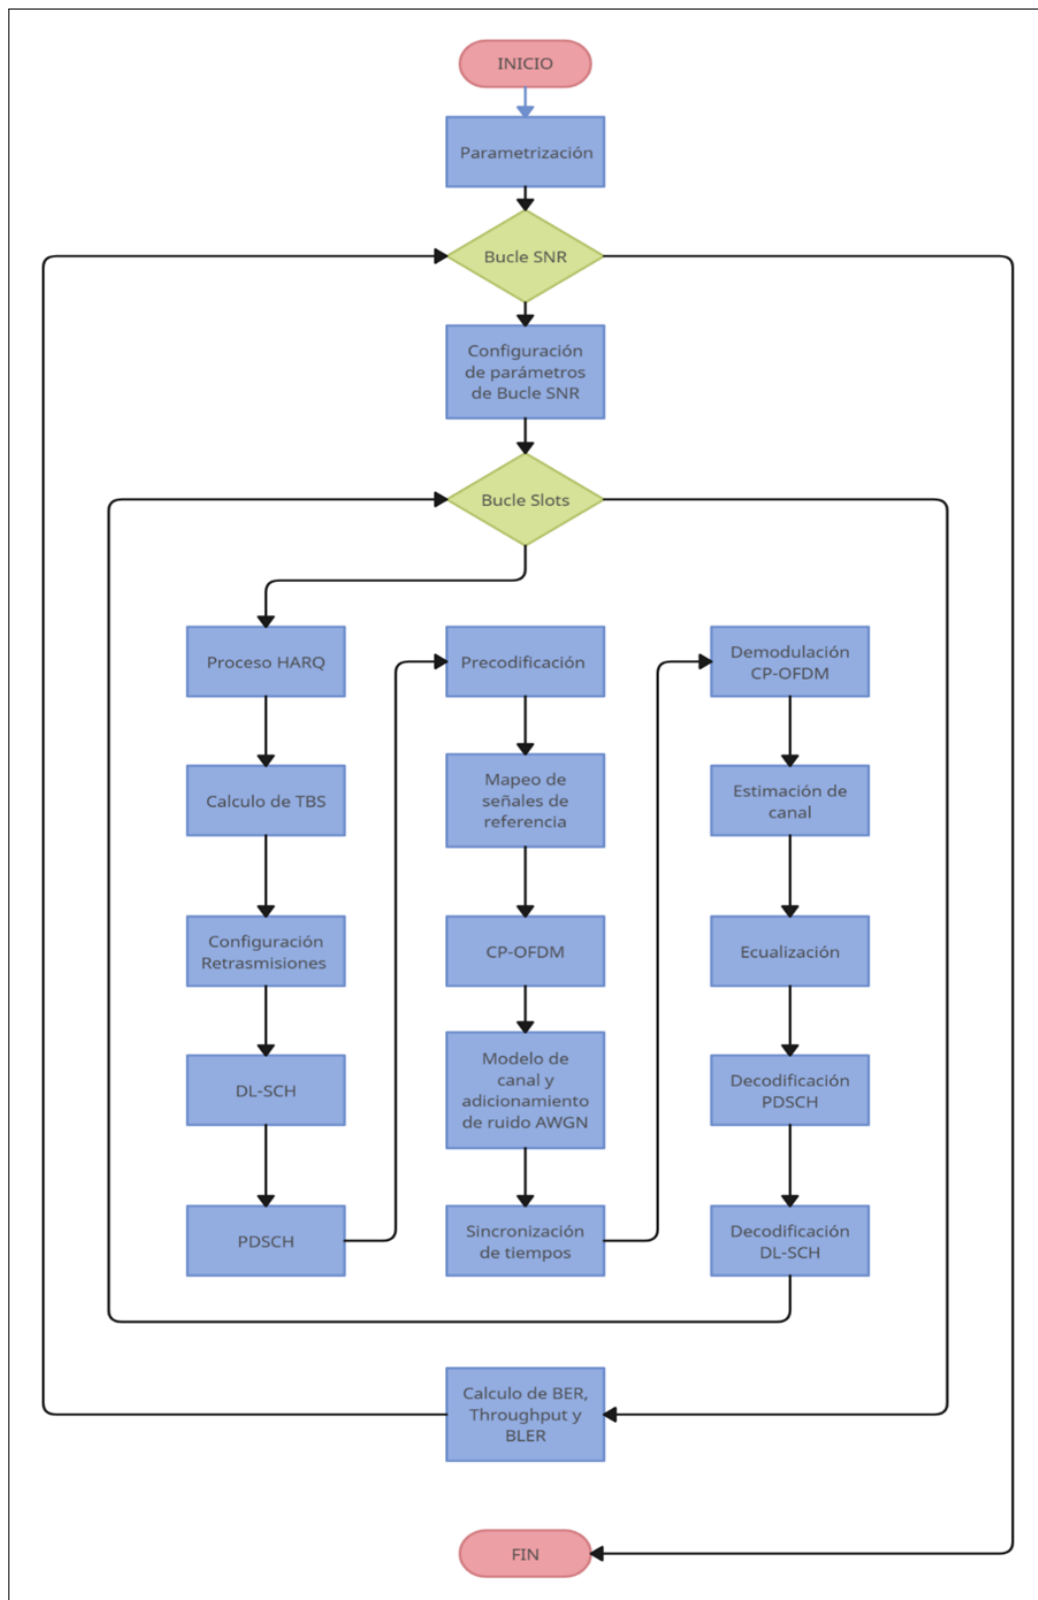 INICIO
Parametrización
Bucle SNR
Configuración
de parámetros
de Bucle SNR
Bucle Slots
Proceso HARQ
Calculo de TBS
Configuración
Retrasmisiones
DL-SCH
PDSCH
Precodificación
Mapeo de
señales de
referencia
CP-OFDM
Modelo de
canal y
adicionamiento
de ruido AWGN
Sincronización
de tiempos
Demodulación
CP-OFDM
Estimación de
canal
Ecualización
Decodificación
PDSCH
Decodificación
DL-SCH
Calculo de BER,
Throughput y
BLER
FIN